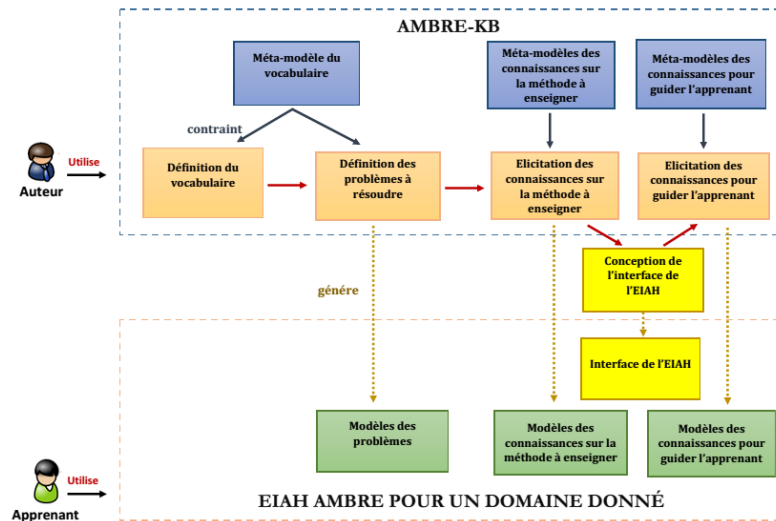 AMBRE-KB
Méta-modèle du
vocabulaire
Méta-modèles des
connaissances sur
la méthode à
enseigner
Méta-modèles des
connaissances pour
guider l'apprenant
contraint
Auteur
Utilise
Définition du
vocabulaire
Définition des
problèmes à
résoudre
Elicitation des
connaissances sur
la méthode à
enseigner
Elicitation des
connaissances pour
guider l'apprenant
Conception de
l'interface de
l'EIAH
génére
Interface de l'EIAH
Modèles des
problèmes
Modèles des
connaissances sur la
méthode à enseigner
Modèles des
connaissances pour
guider l'apprenant
Utilise
Apprenant
EIAH AMBRE POUR UN DOMAINE DONNÉ